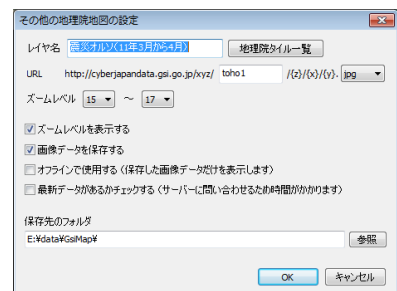 その他の地理院地図の設定
レイヤ名 震災オルソ(11年3月から4月) 地理院タイル一覧
URL http://cyberjapandata.gsi.go.jp/xyz/ toho1 /{z}/{x}/{y}. jpg
ズームレベル 15 ～ 17
ズームレベルを表示する
画像データを保存する
オフラインで使用する（保存した画像データだけを表示します）
最新データがあるかチェックする（サーバーに問い合わせるため時間がかかります）
保存先のフォルダ
E:¥data¥GsiMap¥ 参照
OK キャンセル